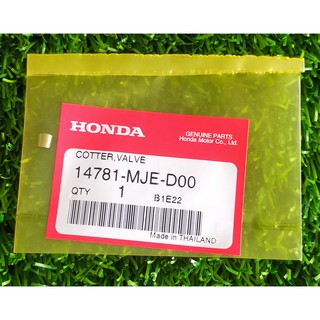 HONDA
GENUINE PARTS
Honda Motor Co., Ltd.
COTTER,VALVE
14781-MJE-D00
QTY 1 B1E22
Made in THAILAND